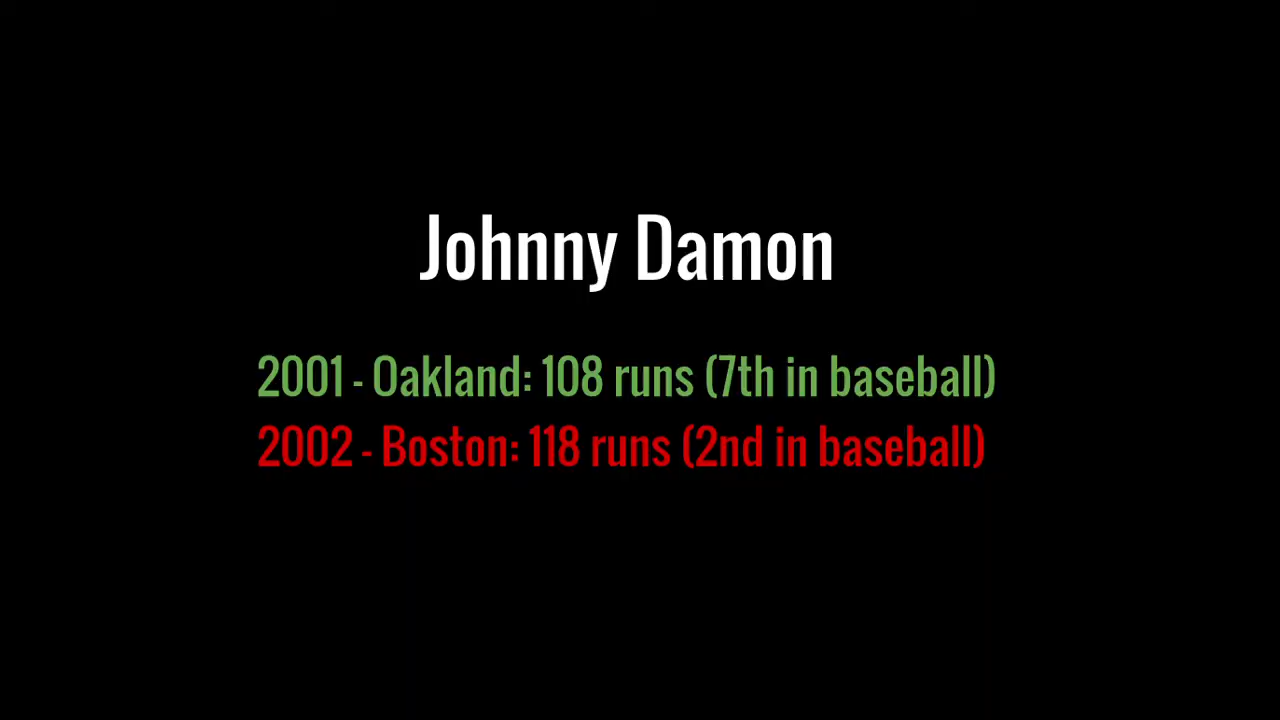 Johnny Damon
2001 - Oakland: 108 runs (7th in baseball)
2002 - Boston: 118 runs (2nd in baseball)